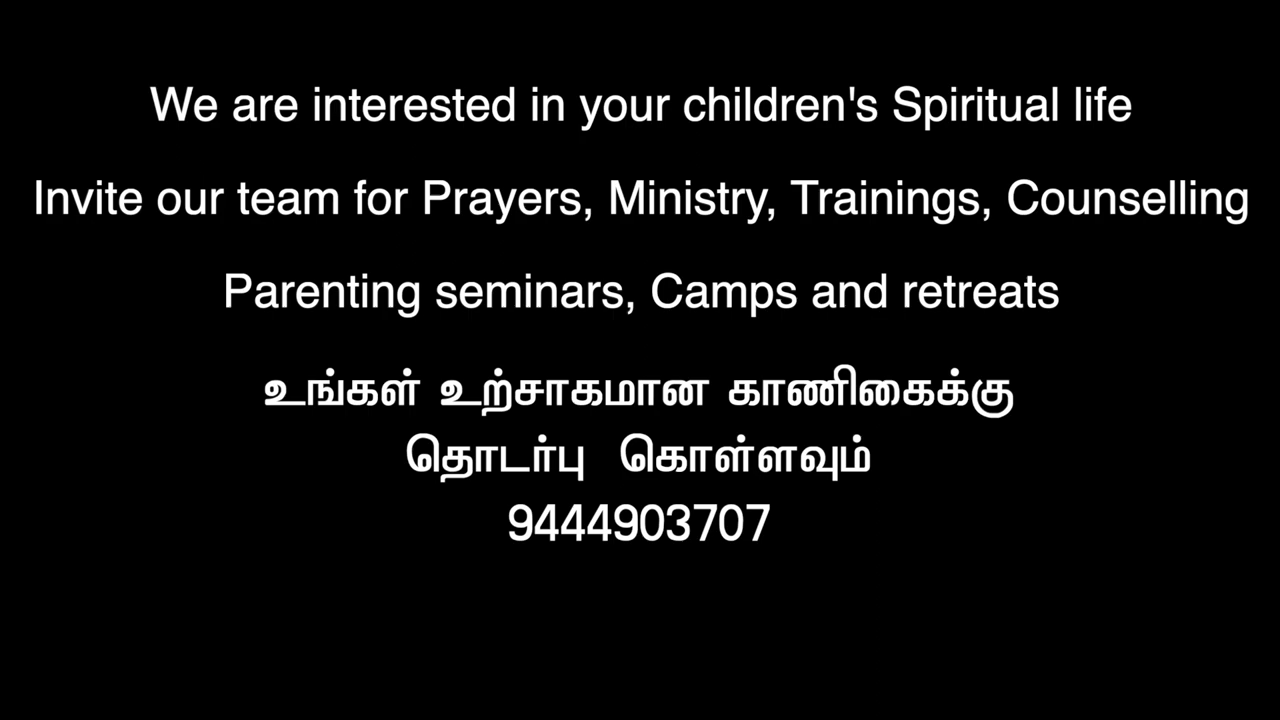 We are interested in your children's Spiritual life
Invite our team for Prayers, Ministry, Trainings, Counselling
Parenting seminars, Camps and retreats
உங்கள் உற்சாகமான காணிகைக்கு
தொடர்பு கொள்ளவும்
9444903707